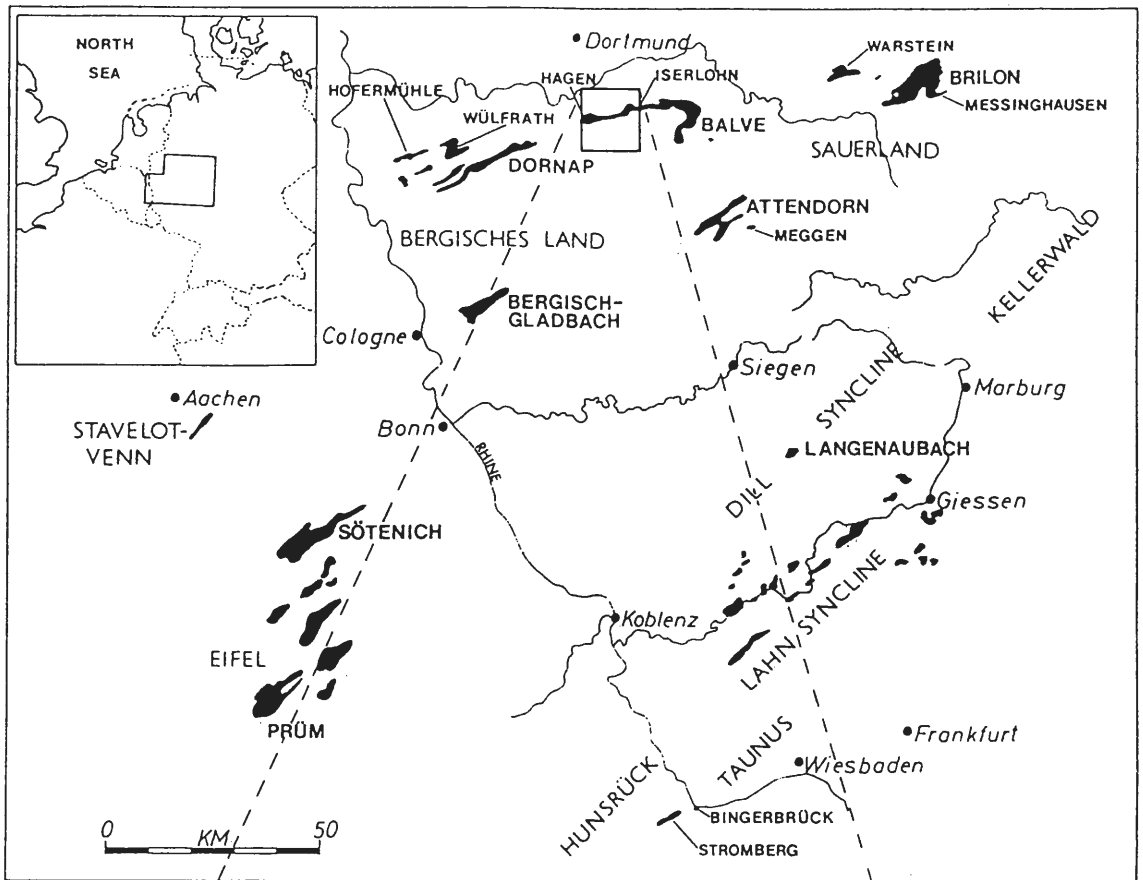 NORTH
SEA
Dortmund
WARSTEIN
HAGEN
ISERLOHN
BRILON
HOFERMÜHLE
MESSINGHAUSEN
WÜLFRATH
BALVE
DORNAP
SAUERLAND
ATTENDORN
MEGGEN
BERGISCHES LAND
KELLERWALD
BERGISCH-
GLADBACH
Cologne
Siegen
Marburg
Aachen
STAVELOT-
VENN
Bonn
RHINE
LANGENAUBACH
DILL SYNCLINE
Giessen
SÖTENICH
Koblenz
LAHN SYNCLINE
EIFEL
PRÜM
TAUNUS
Frankfurt
Wiesbaden
HUNSRÜCK
BINGERBRÜCK
STROMBERG
0 KM 50